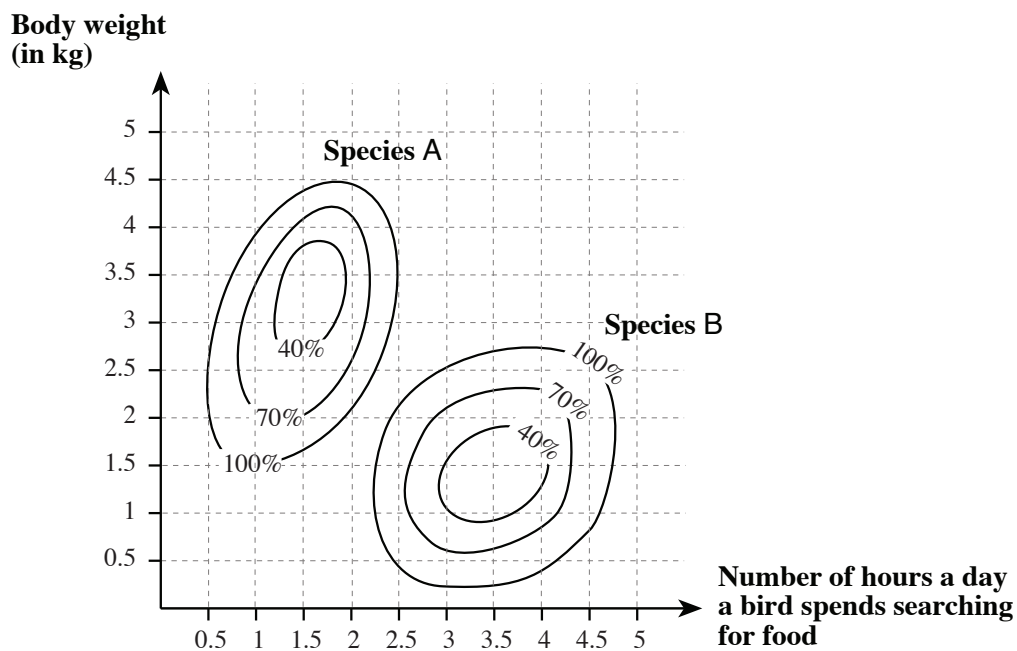 Body weight
(in kg)
5
Species A
4.5
4
3.5
3
Species B
40%
100%
2.5
70%
2
70%
40%
100%
1.5
1
0.5
Number of hours a day
a bird spends searching
for food
0.5 1 1.5 2 2.5 3 3.5 4 4.5 5